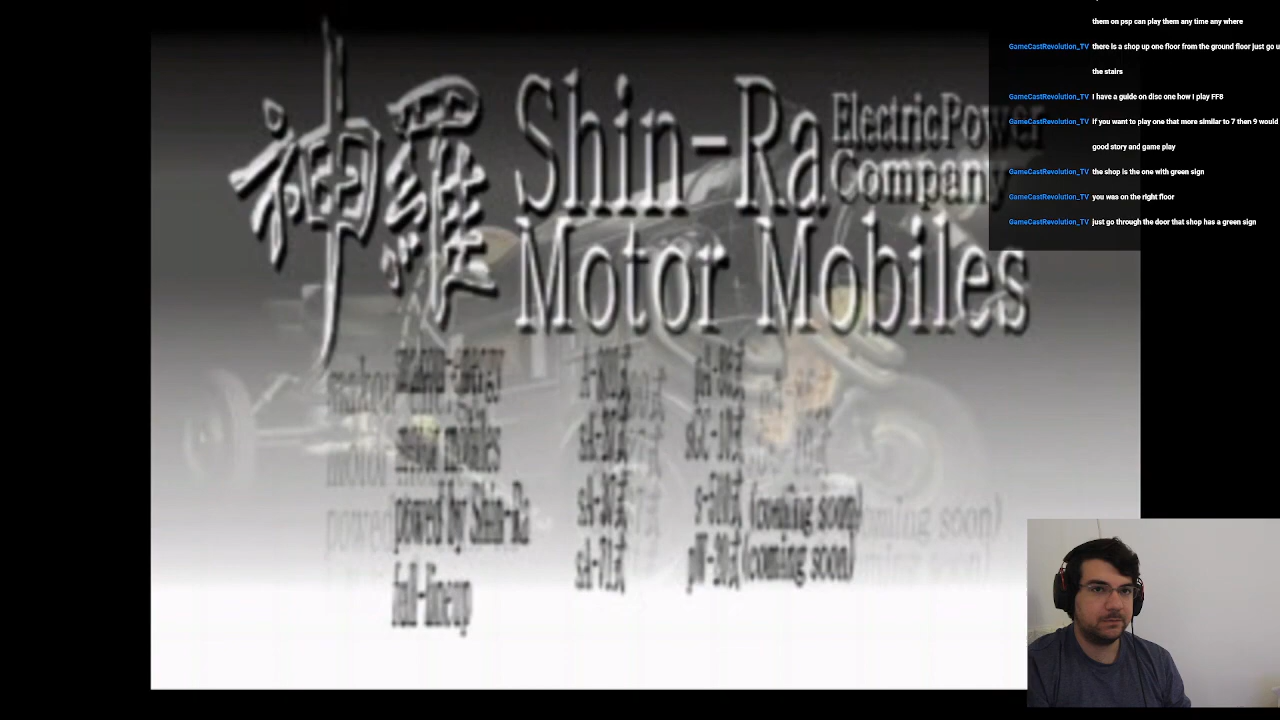 them on psp can play them any time any where
GameCastRevolution_TV there is a shop up one floor from the ground floor just go u
the stairs
GameCastRevolution_TV I have a guide on disc one how I play FF8
GameCastRevolution_TV if you want to play one that more similar to 7 then 9 would
good story and game play
GameCastRevolution_TV the shop is the one with green sign
GameCastRevolution_TV you was on the right floor
GameCastRevolution_TV just go through the door that shop has a green sign
神羅
Shin-Ra
Electric Power
Company
Motor Mobiles
motor mobiles
powered by Shin-Ra
full-lineup
(coming soon)
(coming soon)